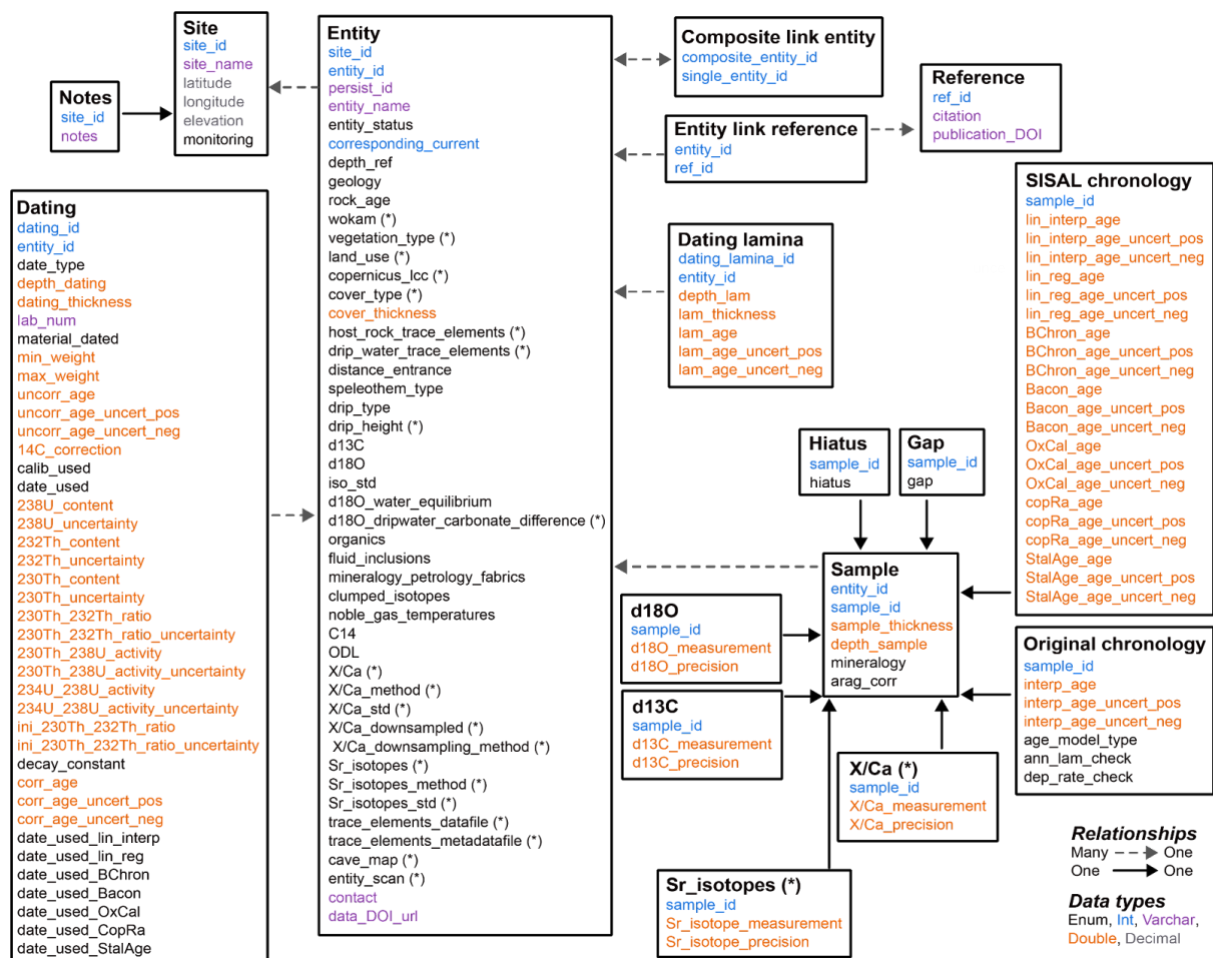 Site
site_id
site_name
latitude
longitude
elevation
monitoring
Notes
site_id
notes
Entity
site_id
entity_id
persist_id
entity_name
entity_status
corresponding_current
depth_ref
geology
rock_age
wokam (*)
vegetation_type (*)
land_use (*)
copernicus_lcc (*)
cover_type (*)
cover_thickness
host_rock_trace_elements (*)
drip_water_trace_elements (*)
distance_entrance
speleothem_type
drip_type
drip_height (*)
d13C
d18O
iso_std
d18O_water_equilibrium
d18O_dripwater_carbonate_difference (*)
organics
fluid_inclusions
mineralogy_petrology_fabrics
clumped_isotopes
noble_gas_temperatures
C14
ODL
X/Ca (*)
X/Ca_method (*)
X/Ca_std (*)
X/Ca_downsampled (*)
X/Ca_downsampling_method (*)
Sr_isotopes (*)
Sr_isotopes_method (*)
Sr_isotopes_std (*)
trace_elements_datafile (*)
trace_elements_metadatafile (*)
cave_map (*)
entity_scan (*)
contact
data_DOI_url
Composite link entity
composite_entity_id
single_entity_id
Reference
ref_id
citation
publication_DOI
Entity link reference
entity_id
ref_id
Dating
dating_id
entity_id
date_type
depth_dating
dating_thickness
lab_num
material_dated
min_weight
max_weight
uncorr_age
uncorr_age_uncert_pos
uncorr_age_uncert_neg
14C_correction
calib_used
date_used
238U_content
238U_uncertainty
232Th_content
232Th_uncertainty
230Th_content
230Th_uncertainty
230Th_232Th_ratio
230Th_232Th_ratio_uncertainty
230Th_238U_activity
230Th_238U_activity_uncertainty
234U_238U_activity
234U_238U_activity_uncertainty
ini_230Th_232Th_ratio
ini_230Th_232Th_ratio_uncertainty
decay_constant
corr_age
corr_age_uncert_pos
corr_age_uncert_neg
date_used_lin_interp
date_used_lin_reg
date_used_BChron
date_used_Bacon
date_used_OxCal
date_used_CopRa
date_used_StalAge
Dating lamina
dating_lamina_id
entity_id
depth_lam
lam_thickness
lam_age
lam_age_uncert_pos
lam_age_uncert_neg
SISAL chronology
sample_id
lin_interp_age
lin_interp_age_uncert_pos
lin_interp_age_uncert_neg
lin_reg_age
lin_reg_age_uncert_pos
lin_reg_age_uncert_neg
BChron_age
BChron_age_uncert_pos
BChron_age_uncert_neg
Bacon_age
Bacon_age_uncert_pos
Bacon_age_uncert_neg
OxCal_age
OxCal_age_uncert_pos
OxCal_age_uncert_neg
copRa_age
copRa_age_uncert_pos
copRa_age_uncert_neg
StalAge_age
StalAge_age_uncert_pos
StalAge_age_uncert_neg
Hiatus
sample_id
hiatus
Gap
sample_id
gap
Sample
entity_id
sample_id
sample_thickness
depth_sample
mineralogy
arag_corr
d18O
sample_id
d18O_measurement
d18O_precision
d13C
sample_id
d13C_measurement
d13C_precision
Original chronology
sample_id
interp_age
interp_age_uncert_pos
interp_age_uncert_neg
age_model_type
ann_lam_check
dep_rate_check
X/Ca (*)
sample_id
X/Ca_measurement
X/Ca_precision
Sr_isotopes (*)
sample_id
Sr_isotope_measurement
Sr_isotope_precision
Relationships
Many One
One One
Data types
Enum, Int, Varchar,
Double, Decimal